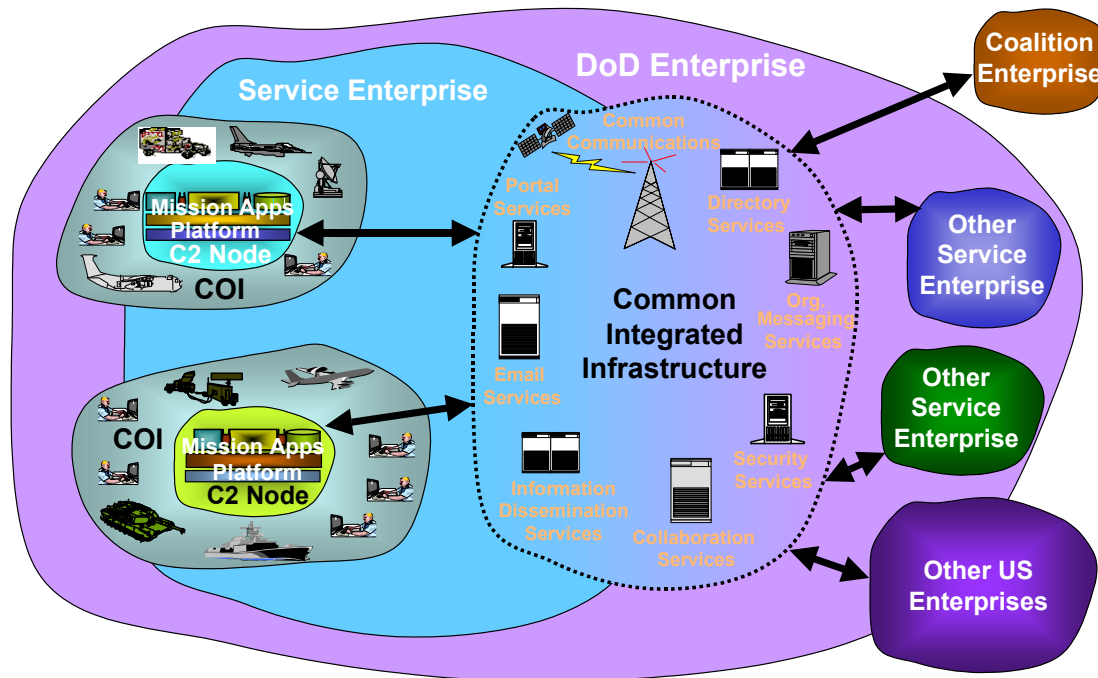 DoD Enterprise
Service Enterprise
Coalition
Enterprise
Common
Communications
Portal
Services
Directory
Services
Mission Apps
Platform
C2 Node
COI
Other
Service
Enterprise
Org.
Messaging
Services
Common
Integrated
Infrastructure
Email
Services
Other
Service
Enterprise
COI
Mission Apps
Platform
C2 Node
Security
Services
Information
Dissemination
Services
Collaboration
Services
Other US
Enterprises